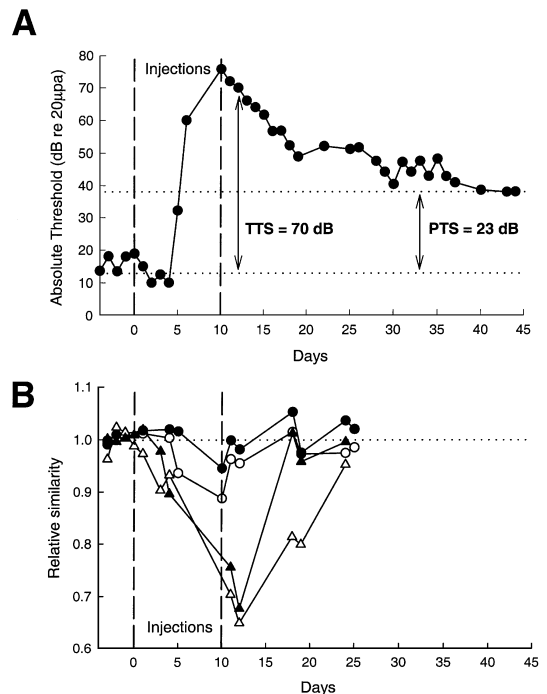 A
Absolute Threshold (dB re 20µpa)
80
70
60
50
40
30
20
10
0
Injections
TTS = 70 dB
PTS = 23 dB
0 5 10 15 20 25 30 35 40 45
Days
B
Relative similarity
1.1
1.0
0.9
0.8
0.7
0.6
Injections
0 5 10 15 20 25 30 35 40 45
Days